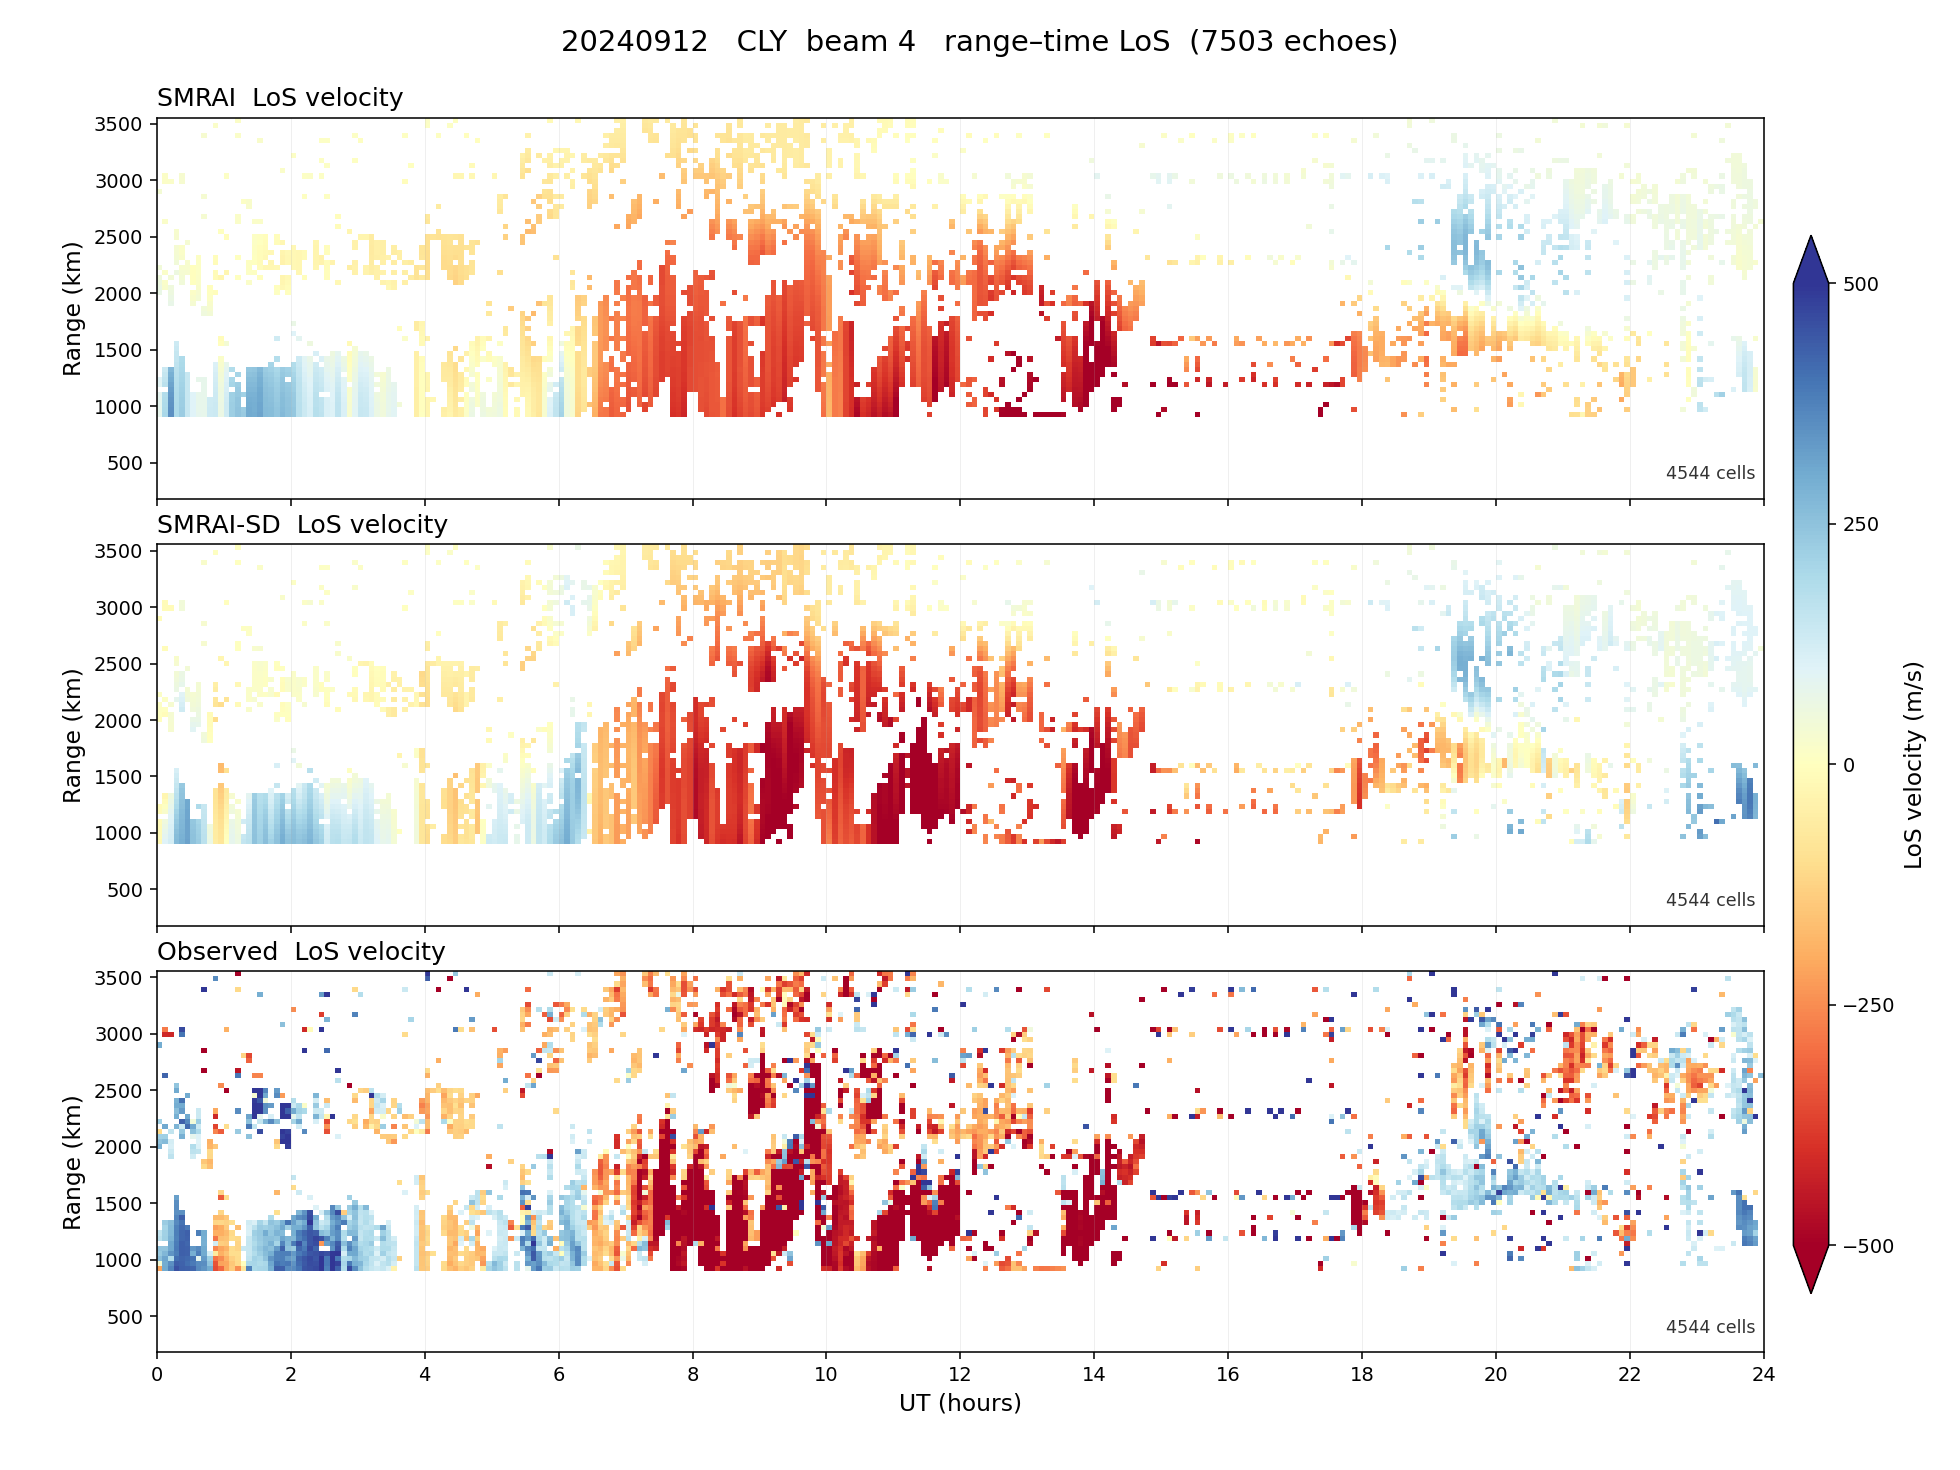 20240912   CLY  beam 4   range–time LoS  (7503 echoes)
SMRAI  LoS velocity
3500
3000
2500
2000
1500
1000
500
Range (km)
4544 cells
SMRAI-SD  LoS velocity
3500
3000
2500
2000
1500
1000
500
Range (km)
4544 cells
Observed  LoS velocity
3500
3000
2500
2000
1500
1000
500
Range (km)
4544 cells
0 2 4 6 8 10 12 14 16 18 20 22 24
UT (hours)
500
250
0
−250
−500
LoS velocity (m/s)